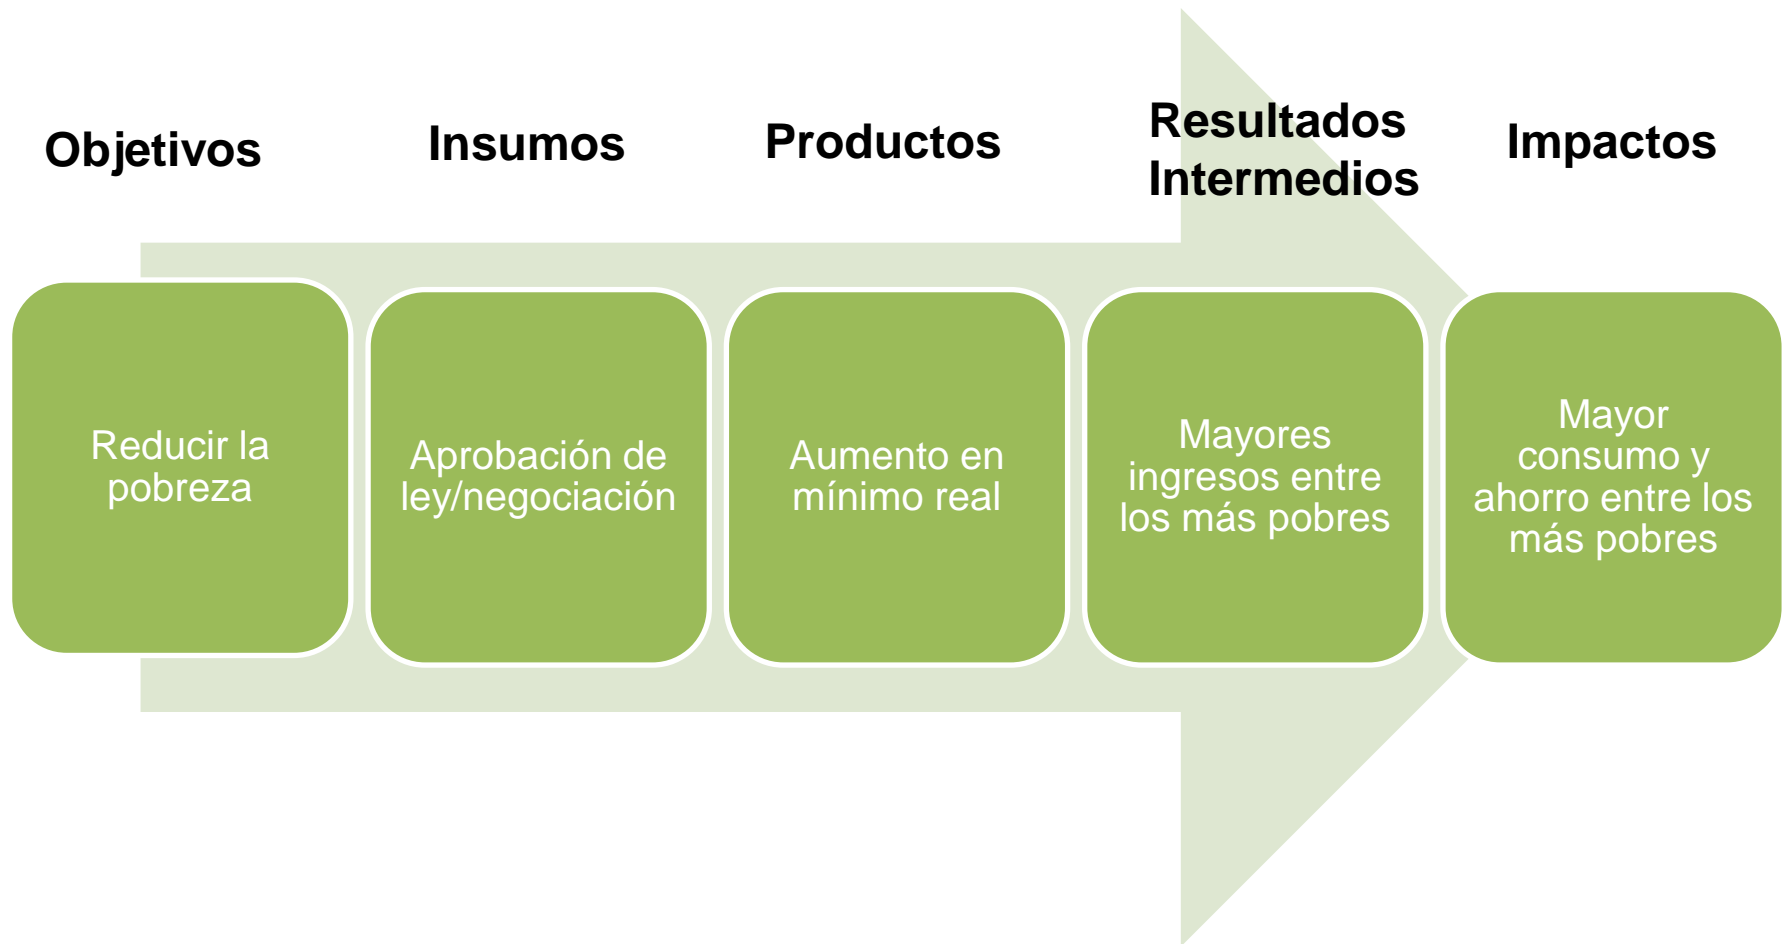 Objetivos
Insumos
Productos
Resultados
Intermedios
Impactos
Reducir la
pobreza
Aprobación de
ley/negociación
Aumento en
mínimo real
Mayores
ingresos entre
los más pobres
Mayor
consumo y
ahorro entre los
más pobres